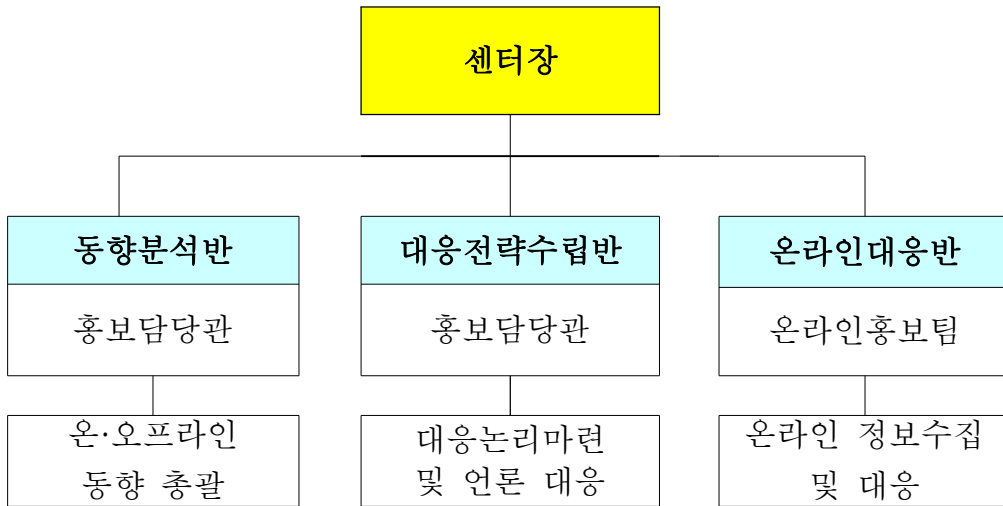 센터장
동향분석반
홍보담당관
온·오프라인
동향 총괄
대응전략수립반
홍보담당관
대응논리마련
및 언론 대응
온라인대응반
온라인홍보팀
온라인 정보수집
및 대응